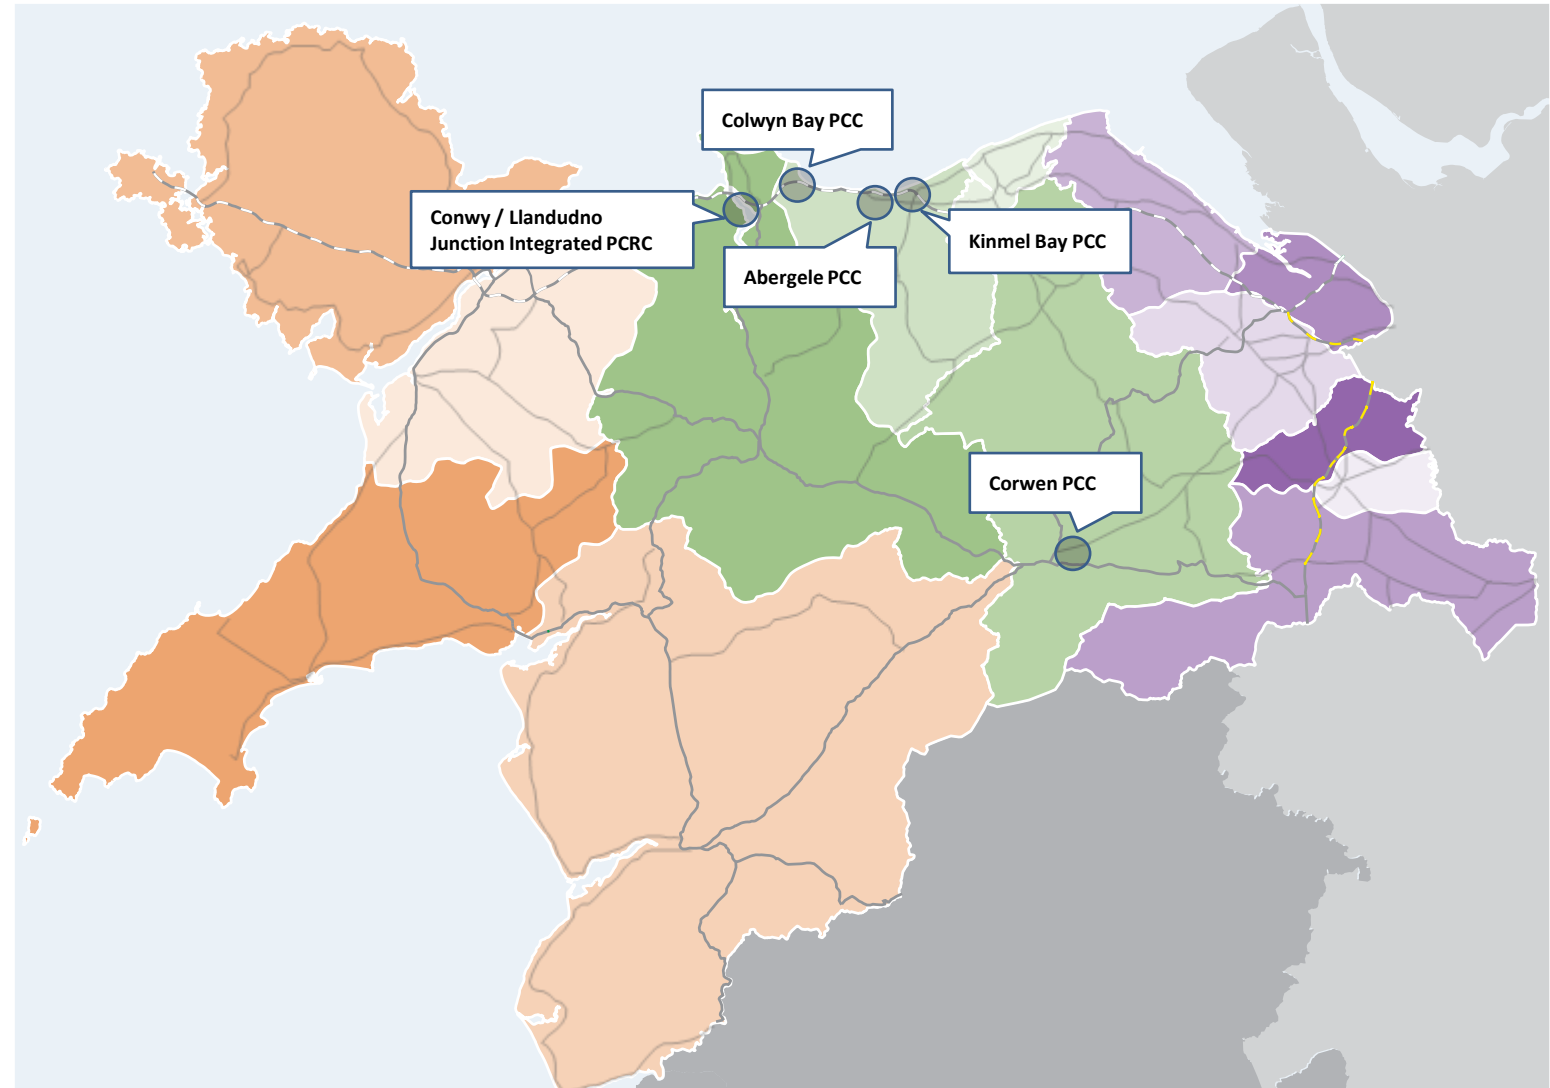 Colwyn Bay PCC
Conwy / Llandudno
Junction Integrated PCRC
Kinmel Bay PCC
Abergele PCC
Corwen PCC